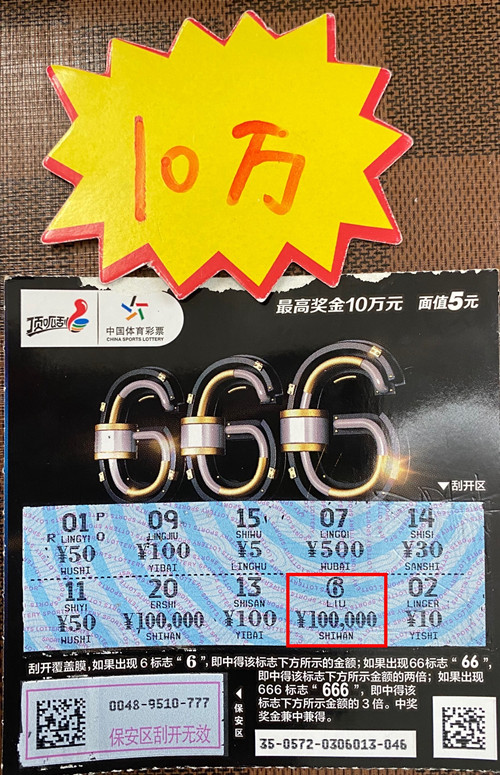 10万
顶呱刮
中国体育彩票
CHINA SPORTS LOTTERY
最高奖金10万元 面值5元
666
▼刮开区
01 09 15 07 14
LINGYI LINGJIU SHIWU LINGQI SHISI
¥50 ¥100 ¥5 ¥500 ¥30
WUSHI YIBAI LINGWU WUBAI SANSHI
11 20 13 6 02
SHIYI ERSHI SHISAN LIU LINGER
¥50 ¥100,000 ¥100 ¥100,000 ¥10
WUSHI SHIWAN YIBAI SHIWAN YISHI
刮开覆盖膜,如果出现6标志“6”,即中得该标志下方所示的金额;如果出现66标志“66”,
即中得该标志下方所示金额的两倍;如果出现
666标志“666”,即中得该
标志下方所示金额的3倍。中奖
奖金兼中兼得。
0048-9510-777
保安区刮开无效
◀保安区
35-0572-0306013-046